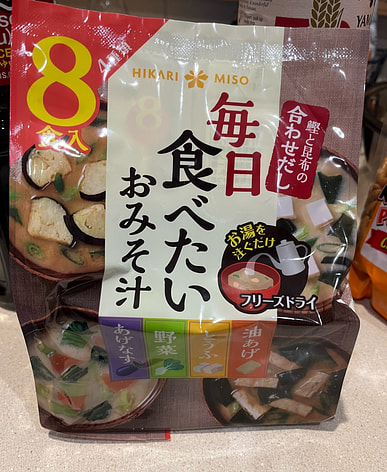 8
食入
HIKARI MISO
鰹と昆布の
合わせだし
毎日
食べたい
おみそ汁
お湯を
注ぐだけ
フリーズドライ
あげなす
野菜
とうふ
油あげ